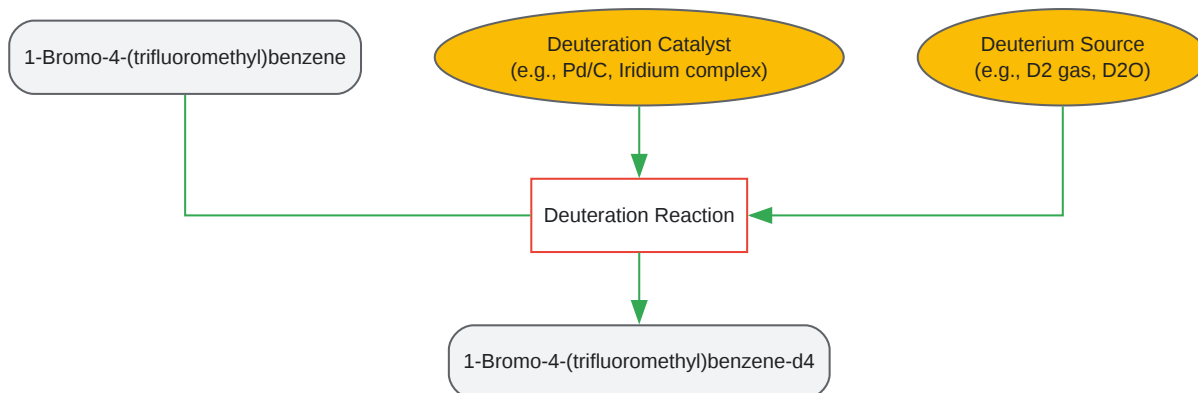 1-Bromo-4-(trifluoromethyl)benzene
Deuteration Catalyst
(e.g., Pd/C, Iridium complex)
Deuterium Source
(e.g., D2 gas, D2O)
Deuteration Reaction
1-Bromo-4-(trifluoromethyl)benzene-d4